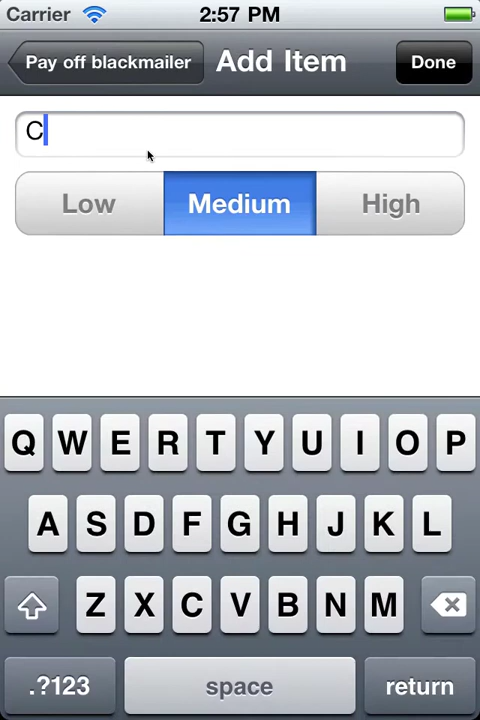 Carrier 2:57 PM
Pay off blackmailer Add Item Done
C
Low Medium High
Q W E R T Y U I O P
A S D F G H J K L
Z X C V B N M
.?123 space return